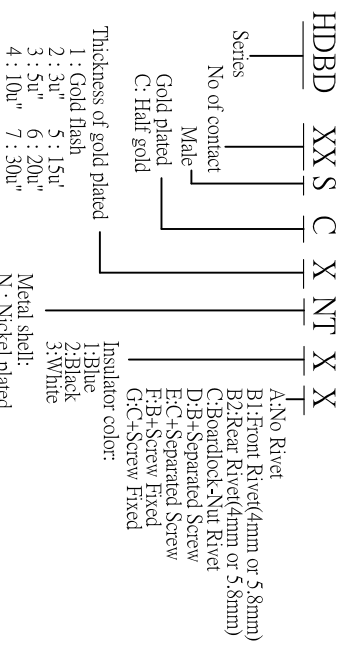 HDBD XX S C X NT X X
Series
No of contact
Male
Gold plated
C: Half gold
Thickness of gold plated
1 : Gold flash
2 : 3u" 5 : 15u'
3 : 5u" 6 : 20u"
4 : 10u" 7 : 30u"
Metal shell:
N : Nickel plated
Insulator color:
1:Blue
2:Black
3:White
A:No Rivet
B1:Front Rivet(4mm or 5.8mm)
B2:Rear Rivet(4mm or 5.8mm)
C:Boardlock-Nut Rivet
D:B+Separated Screw
E:C+Separated Screw
F:B+Screw Fixed
G:C+Screw Fixed